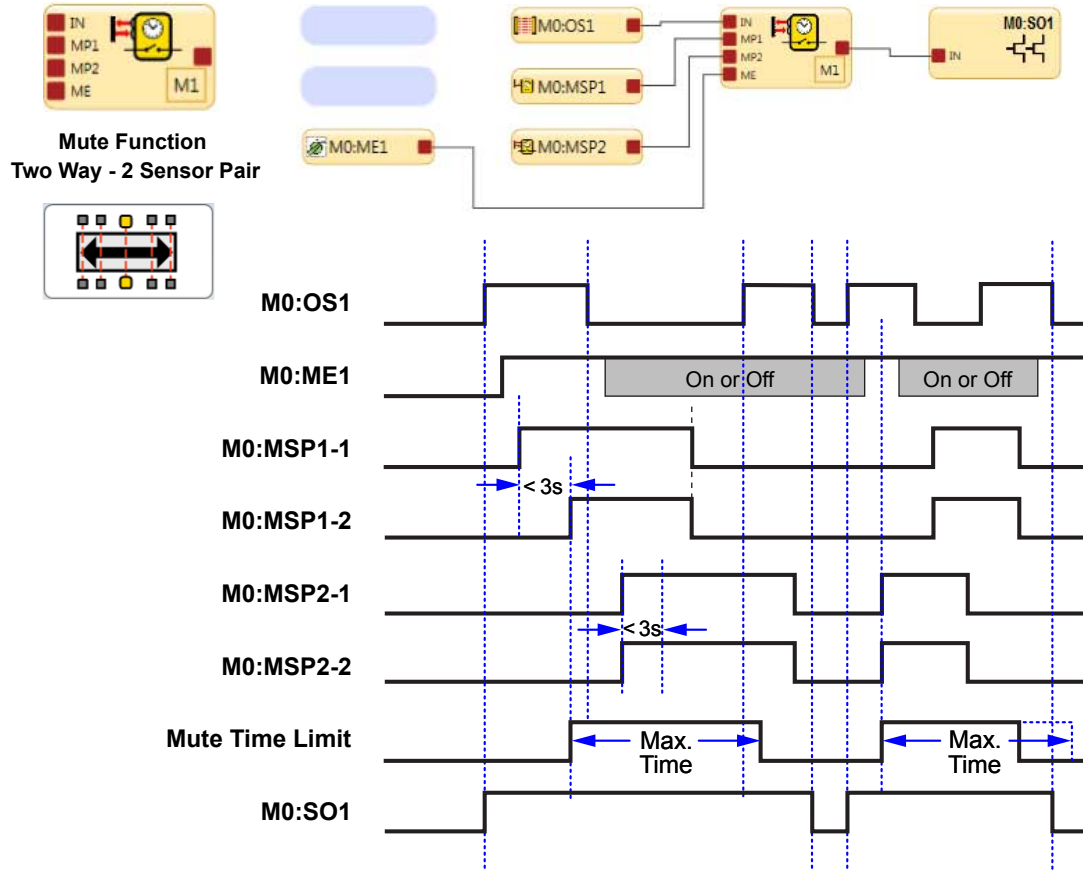 IN
MP1
MP2
ME
M1
Mute Function
Two Way - 2 Sensor Pair
M0:OS1
M0:MSP1
M0:ME1
M0:MSP2
IN
MP1
MP2
ME
M1
M0:SO1
IN
M0:OS1
M0:ME1
On or Off
On or Off
M0:MSP1-1
< 3s
M0:MSP1-2
M0:MSP2-1
< 3s
M0:MSP2-2
Mute Time Limit
Max.
Time
Max.
Time
M0:SO1